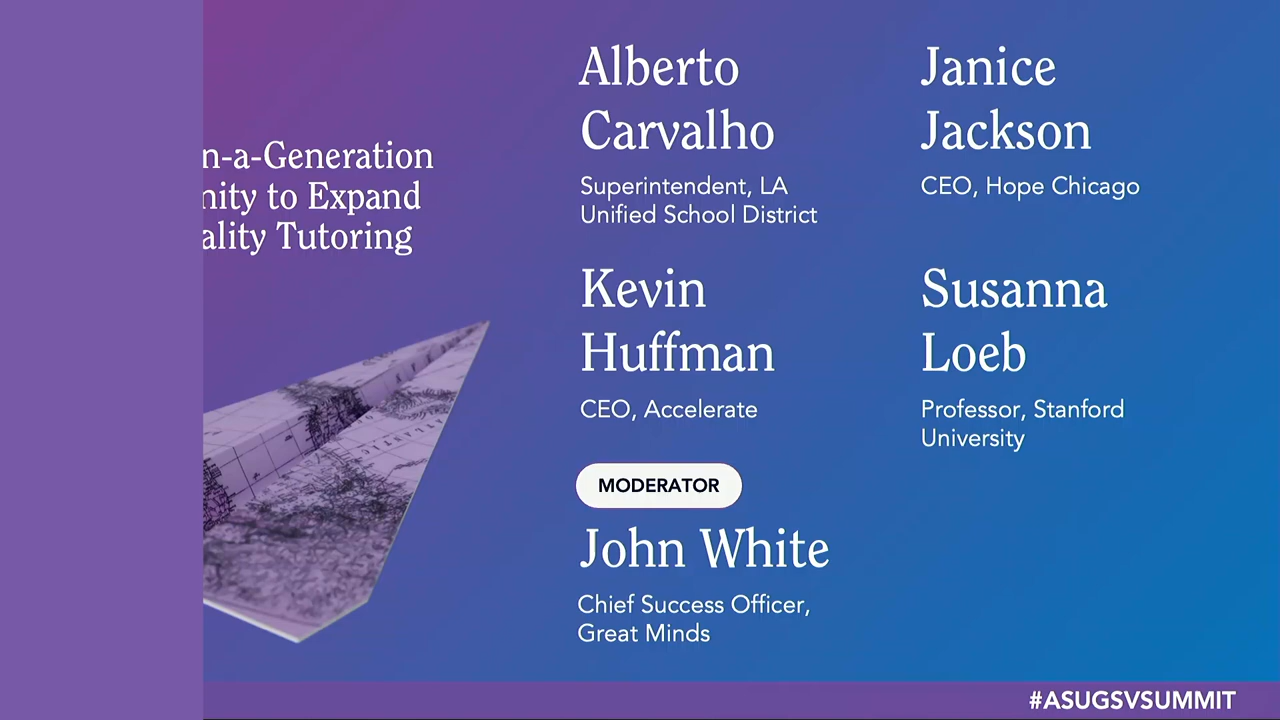 n-a-Generation
nity to Expand
ality Tutoring
Alberto
Carvalho
Superintendent, LA
Unified School District
Janice
Jackson
CEO, Hope Chicago
Kevin
Huffman
CEO, Accelerate
Susanna
Loeb
Professor, Stanford
University
MODERATOR
John White
Chief Success Officer,
Great Minds
#ASUGSVSUMMIT